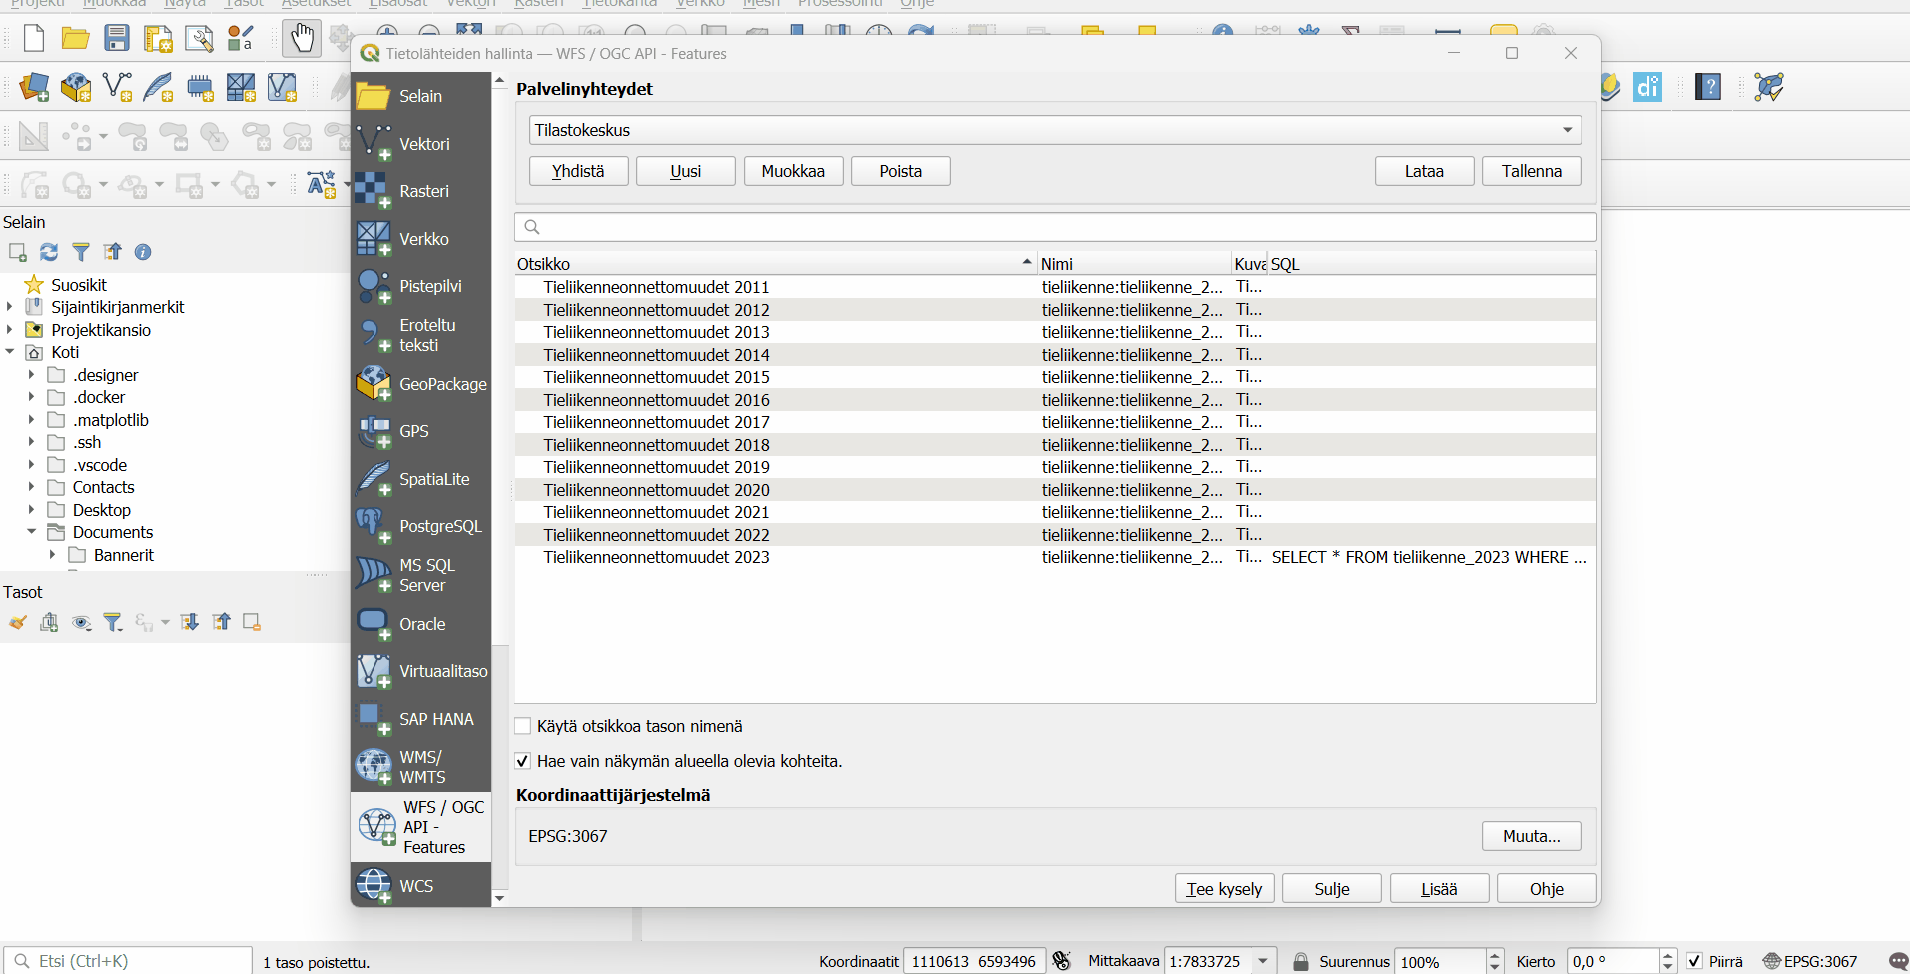 Projekti Muokkaa Näytä Tasot Asetukset Lisäosat Vektori Rasteri Tietokanta Verkko Mesh Prosessointi Ohje
Tietolähteiden hallinta — WFS / OGC API - Features
Selain
Vektori
Rasteri
Verkko
Pistepilvi
Eroteltu
teksti
GeoPackage
GPS
SpatiaLite
PostgreSQL
MS SQL
Server
Oracle
Virtuaalitaso
SAP HANA
WMS/
WMTS
WFS / OGC
API -
Features
WCS
Palvelinyhteydet
Tilastokeskus
Yhdistä Uusi Muokkaa Poista Lataa Tallenna
Otsikko Nimi Kuva SQL
Tieliikenneonnettomuudet 2011 tieliikenne:tieliikenne_2... Ti...
Tieliikenneonnettomuudet 2012 tieliikenne:tieliikenne_2... Ti...
Tieliikenneonnettomuudet 2013 tieliikenne:tieliikenne_2... Ti...
Tieliikenneonnettomuudet 2014 tieliikenne:tieliikenne_2... Ti...
Tieliikenneonnettomuudet 2015 tieliikenne:tieliikenne_2... Ti...
Tieliikenneonnettomuudet 2016 tieliikenne:tieliikenne_2... Ti...
Tieliikenneonnettomuudet 2017 tieliikenne:tieliikenne_2... Ti...
Tieliikenneonnettomuudet 2018 tieliikenne:tieliikenne_2... Ti...
Tieliikenneonnettomuudet 2019 tieliikenne:tieliikenne_2... Ti...
Tieliikenneonnettomuudet 2020 tieliikenne:tieliikenne_2... Ti...
Tieliikenneonnettomuudet 2021 tieliikenne:tieliikenne_2... Ti...
Tieliikenneonnettomuudet 2022 tieliikenne:tieliikenne_2... Ti...
Tieliikenneonnettomuudet 2023 tieliikenne:tieliikenne_2... Ti... SELECT * FROM tieliikenne_2023 WHERE ...
Käytä otsikkoa tason nimenä
Hae vain näkymän alueella olevia kohteita.
Koordinaattijärjestelmä
EPSG:3067 Muuta...
Tee kysely Sulje Lisää Ohje
di
Selain
Suosikit
Sijaintikirjanmerkit
Projektikansio
Koti
.designer
.docker
.matplotlib
.ssh
.vscode
Contacts
Desktop
Documents
Bannerit
Tasot
Etsi (Ctrl+K) 1 taso poistettu. Koordinaatit 1110613 6593496 Mittakaava 1:7833725 Suurennus 100% Kierto 0,0 ° Piirrä EPSG:3067